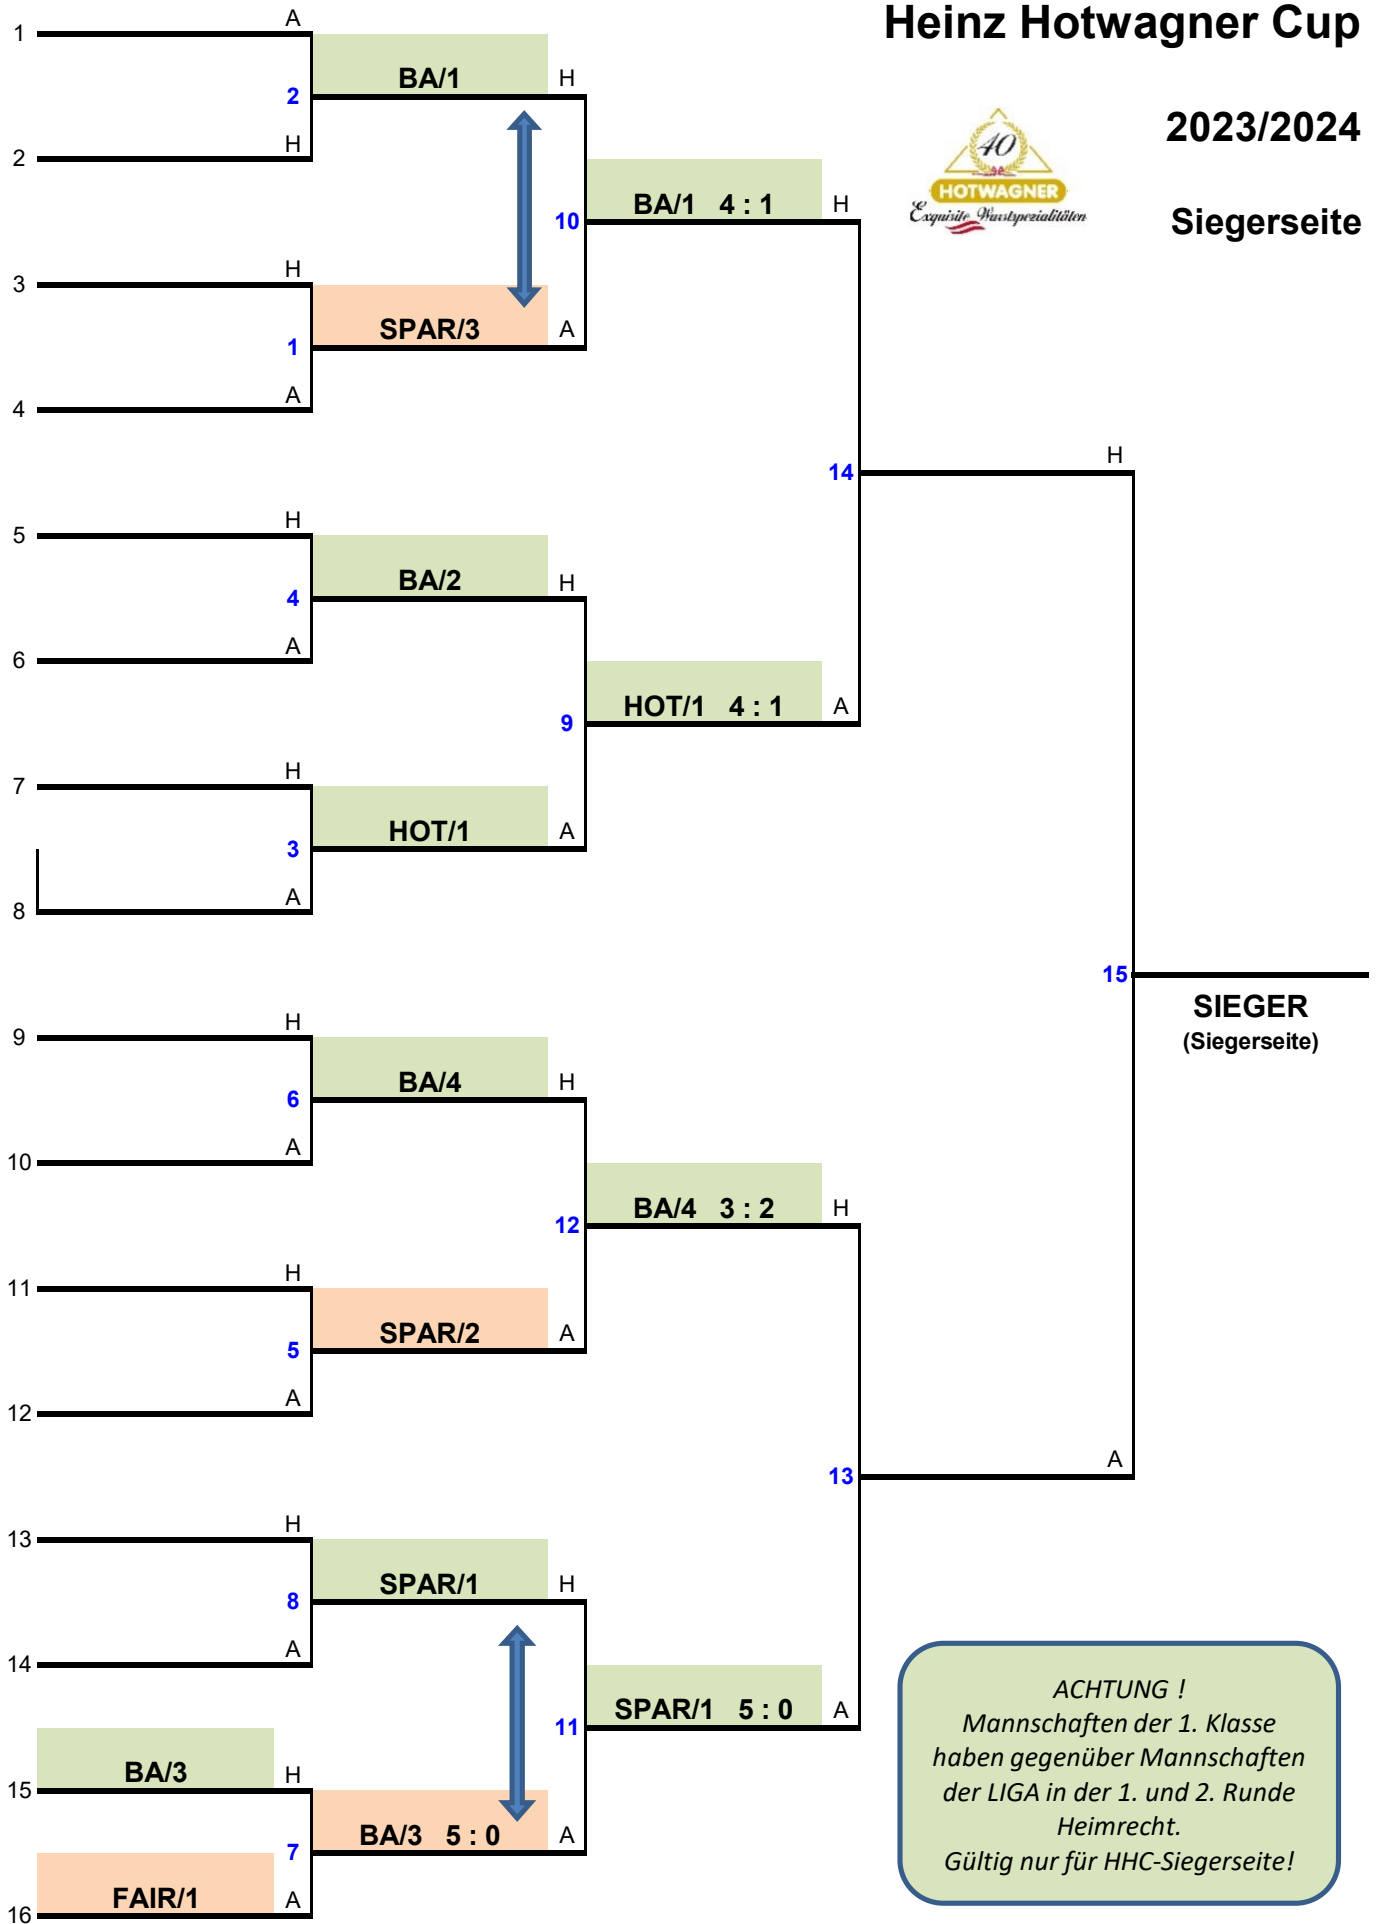 Heinz Hotwagner Cup
2023/2024
Siegerseite
40
HOTWAGNER
Exquisite Wurstspezialitäten
1
A
BA/1
H
2
2
H
BA/1 4 : 1
H
10
3
H
SPAR/3
A
1
4
A
14
H
5
H
BA/2
H
4
6
A
HOT/1 4 : 1
A
9
7
H
HOT/1
A
3
8
A
15
SIEGER
(Siegerseite)
9
H
BA/4
H
6
10
A
BA/4 3 : 2
H
12
11
H
SPAR/2
A
5
12
A
13
A
13
H
SPAR/1
H
8
14
A
SPAR/1 5 : 0
A
11
BA/3
H
15
BA/3 5 : 0
A
7
FAIR/1
A
16
ACHTUNG !
Mannschaften der 1. Klasse
haben gegenüber Mannschaften
der LIGA in der 1. und 2. Runde
Heimrecht.
Gültig nur für HHC-Siegerseite!